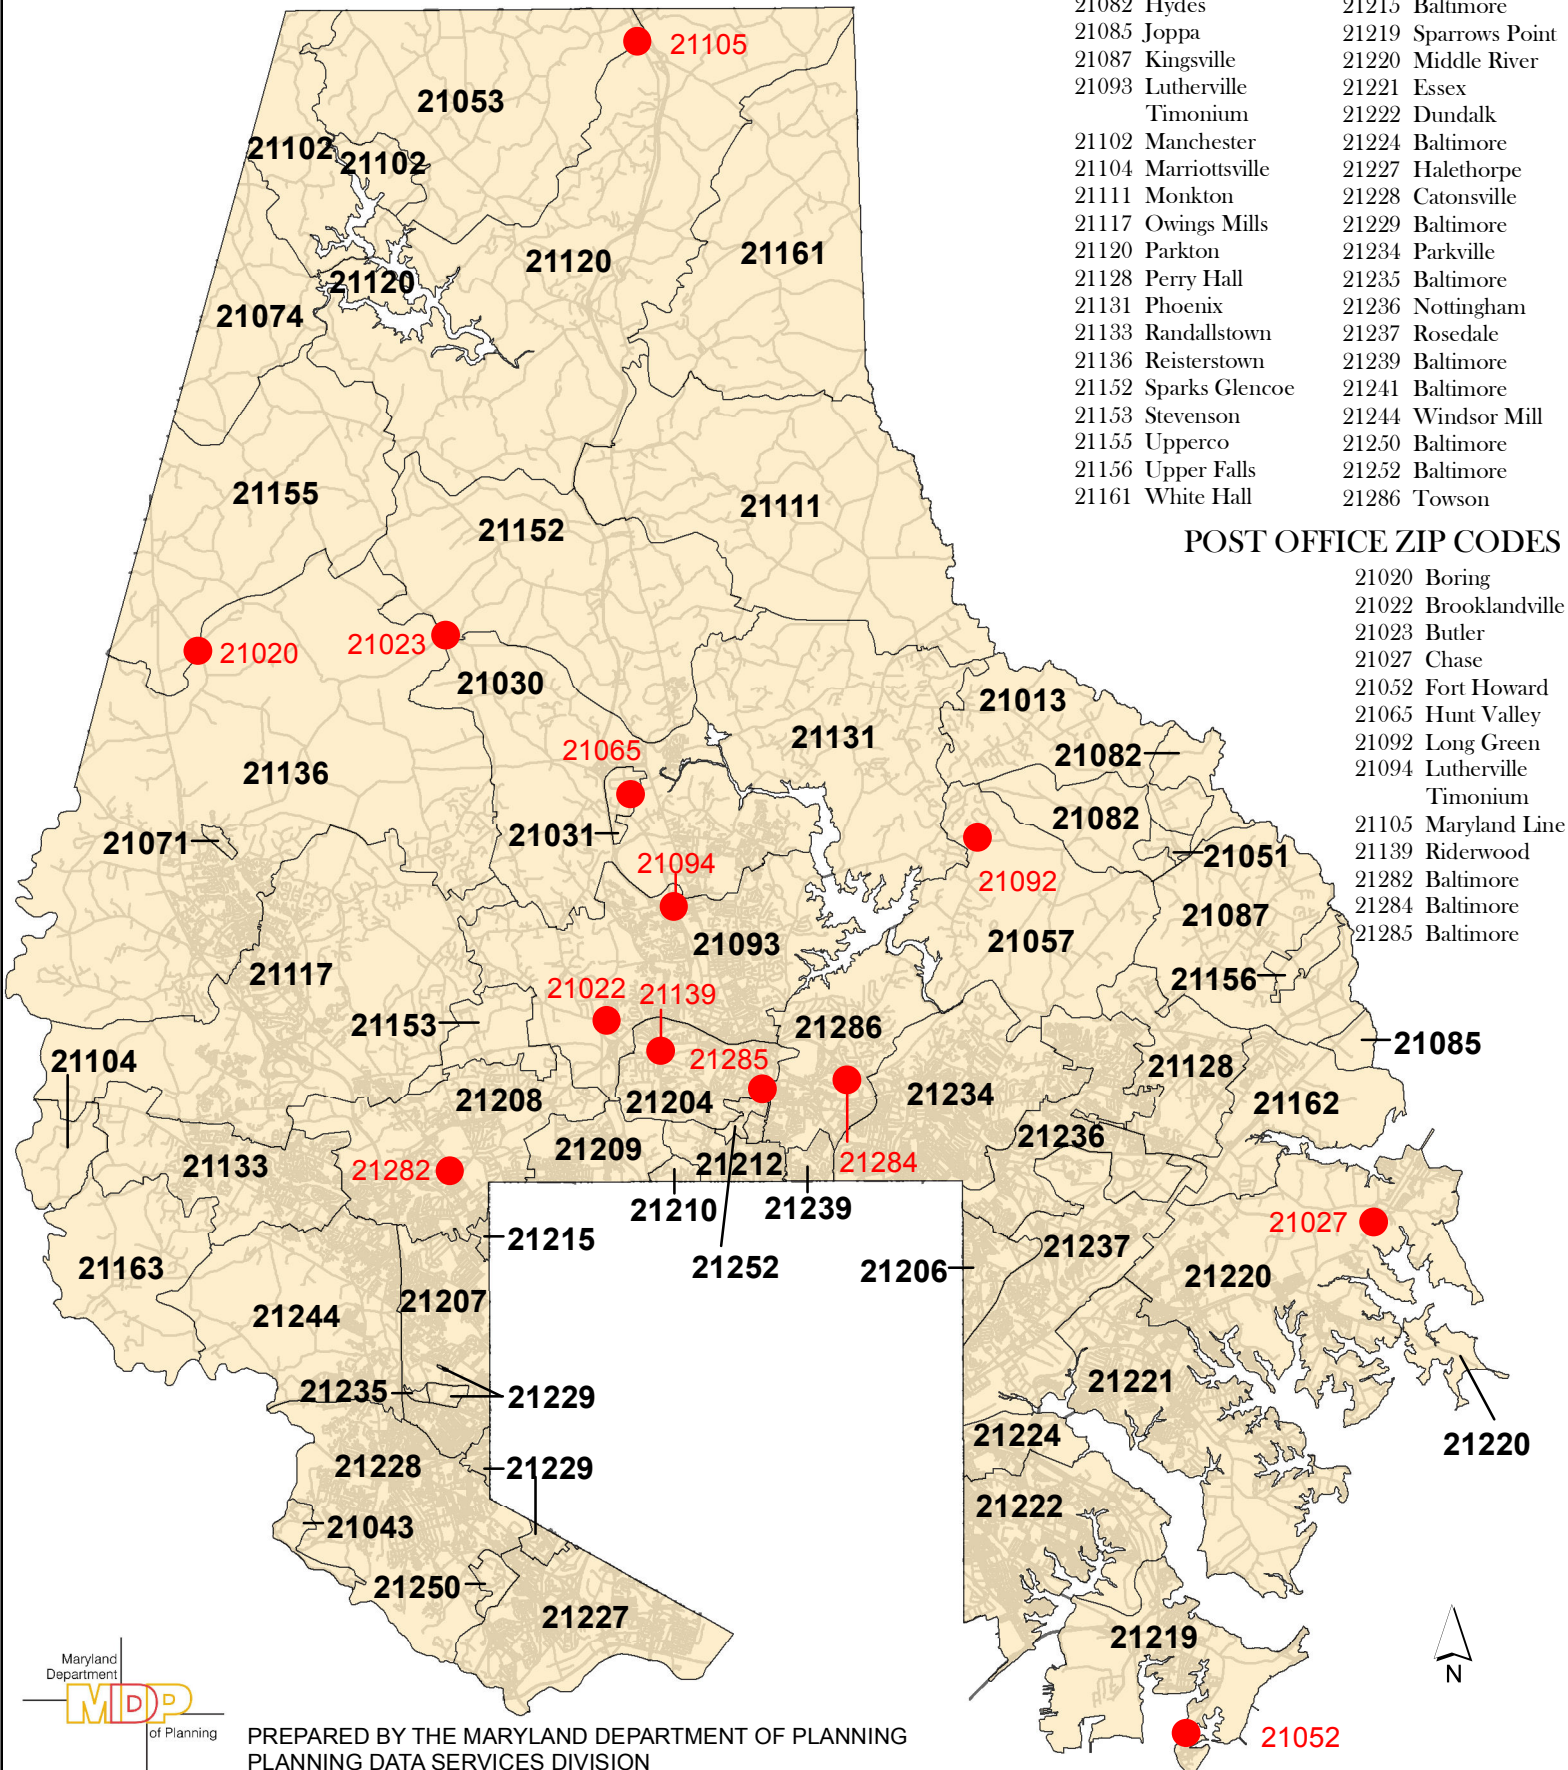 21082 Hydes
21085 Joppa
21087 Kingsville
21093 Lutherville
Timonium
21102 Manchester
21104 Marriottsville
21111 Monkton
21117 Owings Mills
21120 Parkton
21128 Perry Hall
21131 Phoenix
21133 Randallstown
21136 Reisterstown
21152 Sparks Glencoe
21153 Stevenson
21155 Upperco
21156 Upper Falls
21161 White Hall
21215 Baltimore
21219 Sparrows Point
21220 Middle River
21221 Essex
21222 Dundalk
21224 Baltimore
21227 Halethorpe
21228 Catonsville
21229 Baltimore
21234 Parkville
21235 Baltimore
21236 Nottingham
21237 Rosedale
21239 Baltimore
21241 Baltimore
21244 Windsor Mill
21250 Baltimore
21252 Baltimore
21286 Towson
POST OFFICE ZIP CODES
21020 Boring
21022 Brooklandville
21023 Butler
21027 Chase
21052 Fort Howard
21065 Hunt Valley
21092 Long Green
21094 Lutherville
Timonium
21105 Maryland Line
21139 Riderwood
21282 Baltimore
21284 Baltimore
21285 Baltimore
21105
21053
21102
21102
21120
21161
21120
21074
21155
21111
21152
21020
21023
21030
21013
21131
21065
21082
21136
21082
21031
21071
21051
21094
21092
21087
21093
21057
21117
21156
21022
21139
21153
21286
21085
21104
21285
21128
21208
21204
21234
21162
21236
21209
21133
21212
21284
21282
21210
21239
21027
21215
21237
21252
21163
21206
21220
21207
21244
21221
21235
21229
21224
21220
21228
21229
21222
21043
21250
21227
21219
21052
N
Maryland
Department
MDP
of Planning
PREPARED BY THE MARYLAND DEPARTMENT OF PLANNING
PLANNING DATA SERVICES DIVISION